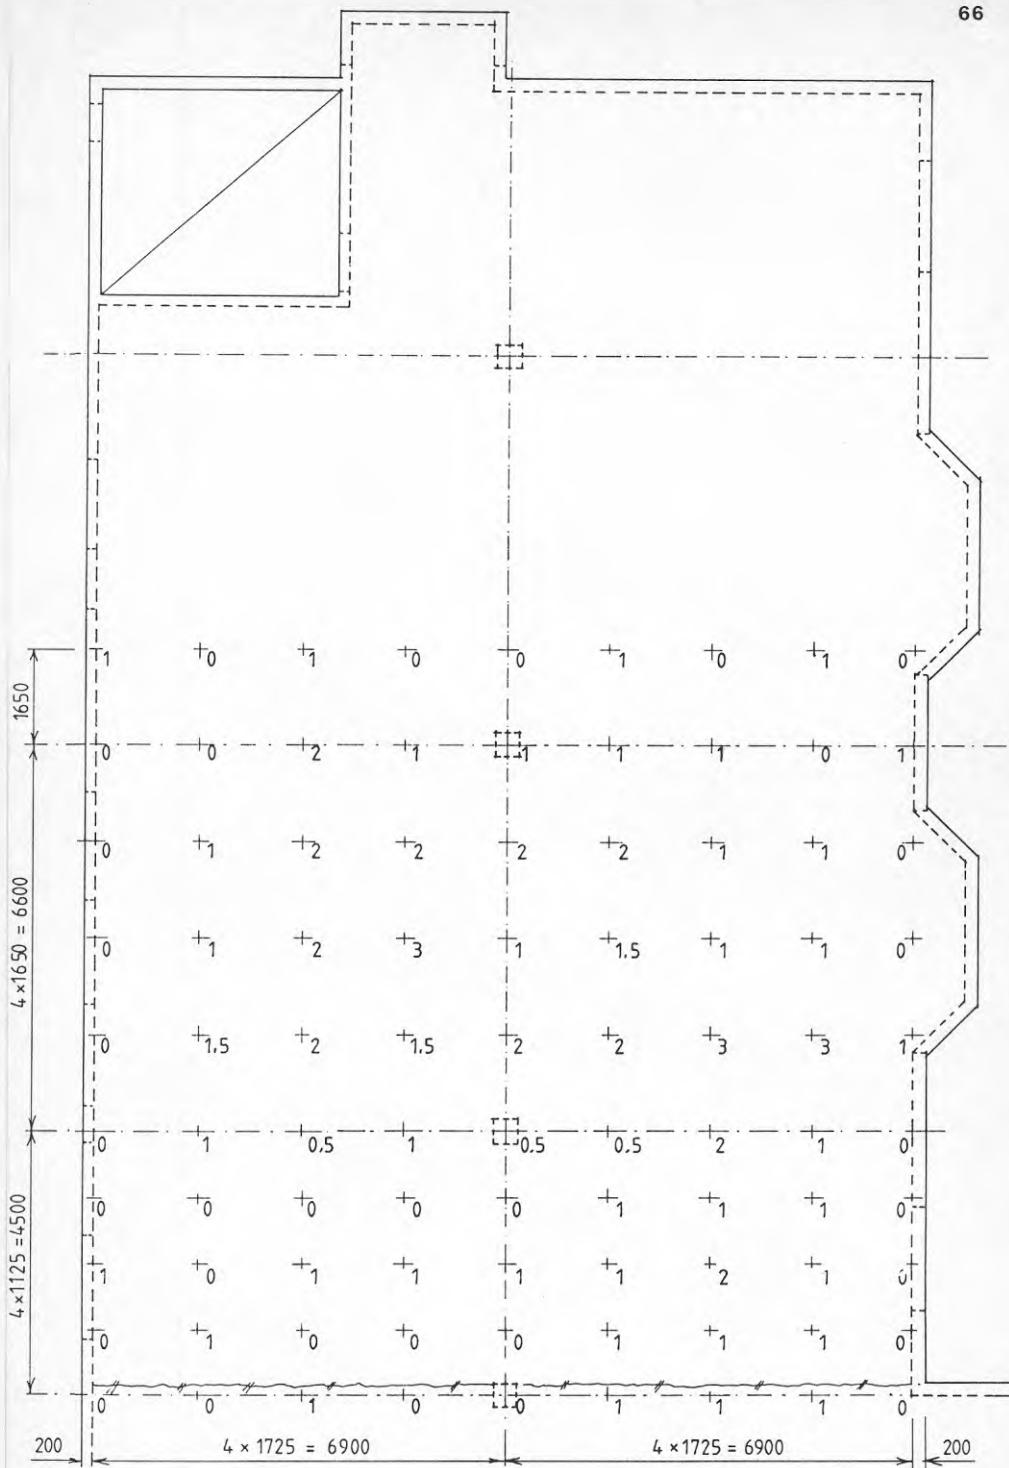 66
1 0 1 0 0 1 0 1 0
1650
0 0 2 1 1 1 1 0 1
0 1 2 2 2 2 1 1 0
4×1650 = 6600
0 1 2 3 1 1.5 1 1 0
0 1.5 2 1.5 2 2 3 3 1
0 1 0.5 1 0.5 0.5 2 1 0
0 0 0 0 0 1 1 1 0
4×1125 = 4500
1 0 1 1 1 1 2 1 0
0 1 0 0 0 1 1 1 0
0 0 1 0 0 1 1 1 0
200 4 × 1725 = 6900 4 × 1725 = 6900 200